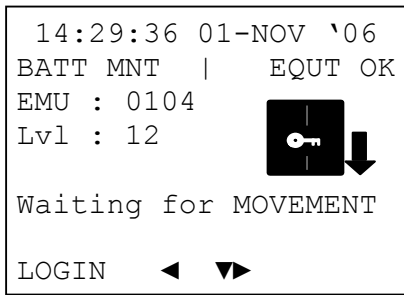 14:29:36 01-NOV ‘06
BATT MNT | EQUT OK
EMU : 0104
Lvl : 12
Waiting for MOVEMENT
LOGIN ◄ ▼►